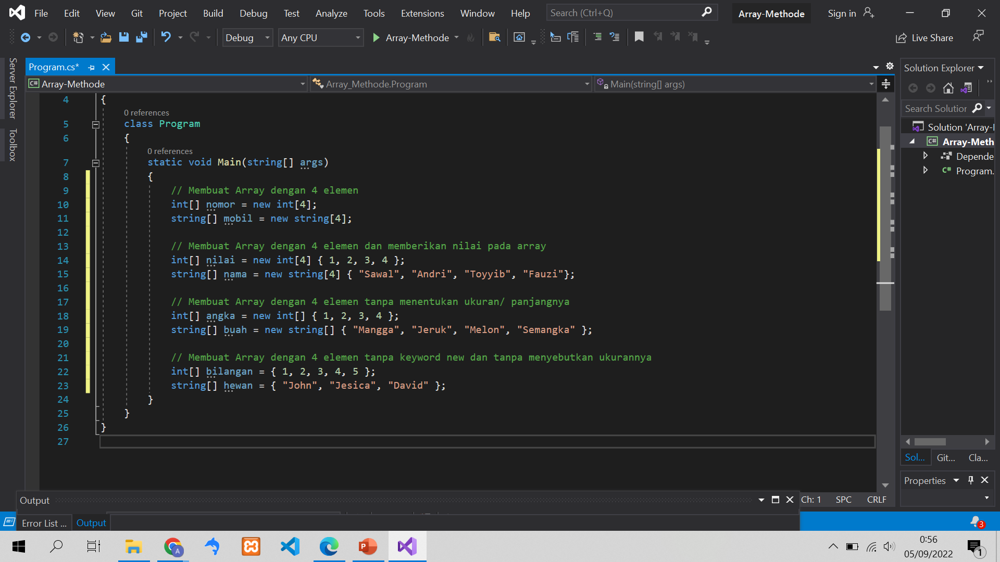 File Edit View Git Project Build Debug Test Analyze Tools Extensions Window Help Search (Ctrl+Q) Array-Methode Sign in
Debug Any CPU Array-Methode Live Share
Server Explorer
Toolbox
Program.cs*
Array-Methode Array_Methode.Program Main(string[] args)
4 {
0 references
5 class Program
6 {
0 references
7 static void Main(string[] args)
8 {
9 // Membuat Array dengan 4 elemen
10 int[] nomor = new int[4];
11 string[] mobil = new string[4];
12
13 // Membuat Array dengan 4 elemen dan memberikan nilai pada array
14 int[] nilai = new int[4] { 1, 2, 3, 4 };
15 string[] nama = new string[4] { "Sawal", "Andri", "Toyyib", "Fauzi"};
16
17 // Membuat Array dengan 4 elemen tanpa menentukan ukuran/ panjangnya
18 int[] angka = new int[] { 1, 2, 3, 4 };
19 string[] buah = new string[] { "Mangga", "Jeruk", "Melon", "Semangka" };
20
21 // Membuat Array dengan 4 elemen tanpa keyword new dan tanpa menyebutkan ukurannya
22 int[] bilangan = { 1, 2, 3, 4, 5 };
23 string[] hewan = { "John", "Jesica", "David" };
24 }
25 }
26 }
27
Solution Explorer
Search Solution
Solution 'Array-
C# Array-Meth
Depende
C# Program.
Sol... Git... Cla...
Properties
Output
Ch: 1 SPC CRLF
Error List ... Output
3
A
P
0:56
05/09/2022
1